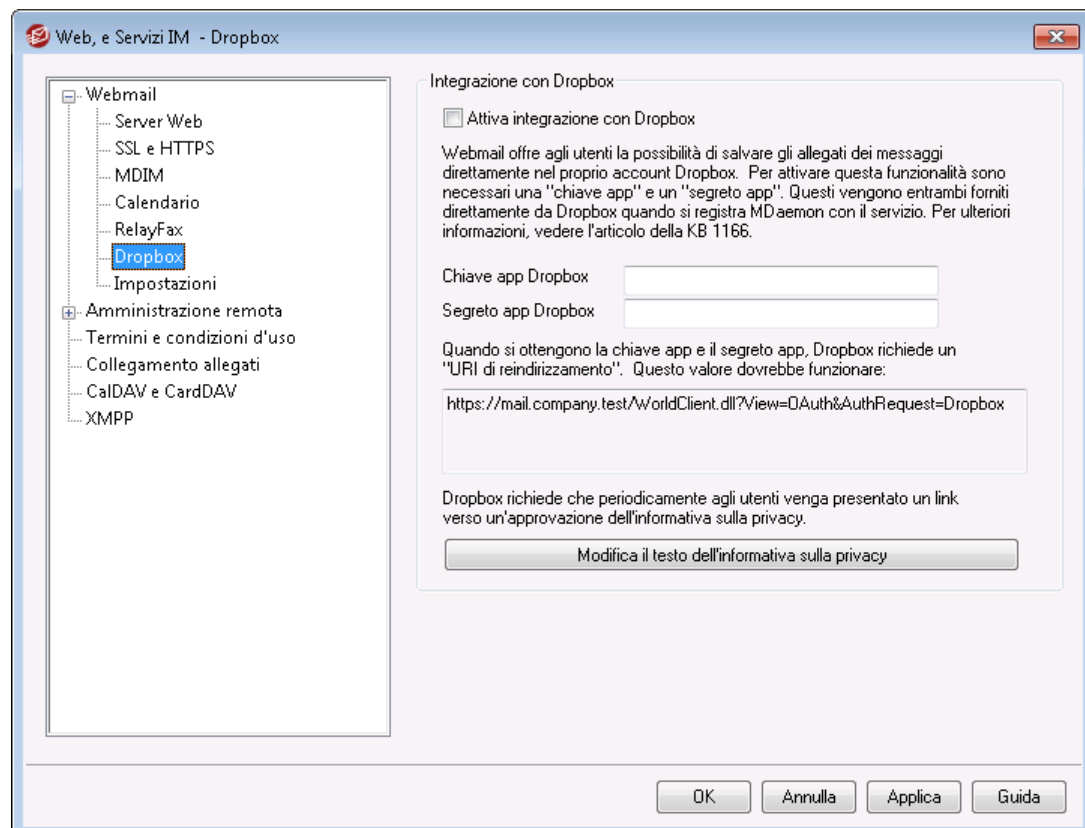 Web, e Servizi IM  - Dropbox
Webmail
Server Web
SSL e HTTPS
MDIM
Calendario
RelayFax
Dropbox
Impostazioni
Amministrazione remota
Termini e condizioni d'uso
Collegamento allegati
CalDAV e CardDAV
XMPP
Integrazione con Dropbox
Attiva integrazione con Dropbox
Webmail offre agli utenti la possibilità di salvare gli allegati dei messaggi
direttamente nel proprio account Dropbox.  Per attivare questa funzionalità sono
necessari una "chiave app" e un "segreto app". Questi vengono entrambi forniti
direttamente da Dropbox quando si registra MDaemon con il servizio. Per ulteriori
informazioni, vedere l'articolo della KB 1166.
Chiave app Dropbox
Segreto app Dropbox
Quando si ottengono la chiave app e il segreto app, Dropbox richiede un
"URI di reindirizzamento".  Questo valore dovrebbe funzionare:
https://mail.company.test/WorldClient.dll?View=OAuth&AuthRequest=Dropbox
Dropbox richiede che periodicamente agli utenti venga presentato un link
verso un'approvazione dell'informativa sulla privacy.
Modifica il testo dell'informativa sulla privacy
OK
Annulla
Applica
Guida